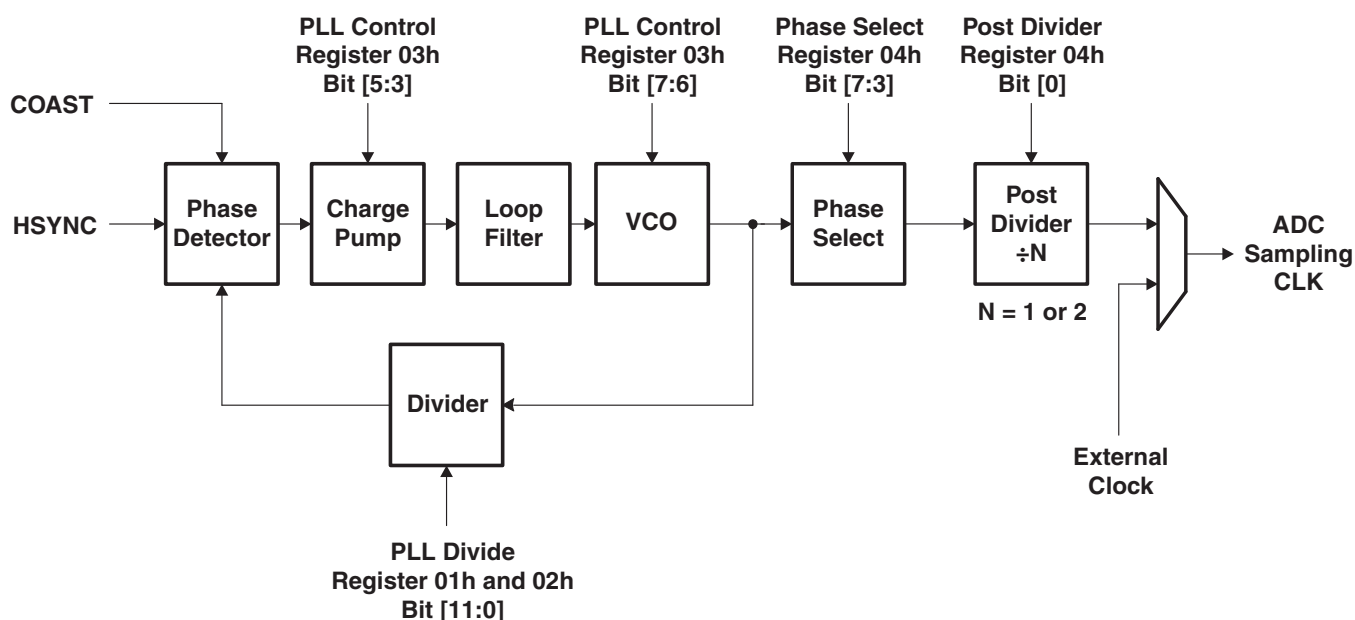 PLL Control
Register 03h
Bit [5:3]
PLL Control
Register 03h
Bit [7:6]
Phase Select
Register 04h
Bit [7:3]
Post Divider
Register 04h
Bit [0]
COAST
HSYNC
Phase
Detector
Charge
Pump
Loop
Filter
VCO
Phase
Select
Post
Divider
÷N
N = 1 or 2
ADC
Sampling
CLK
Divider
External
Clock
PLL Divide
Register 01h and 02h
Bit [11:0]